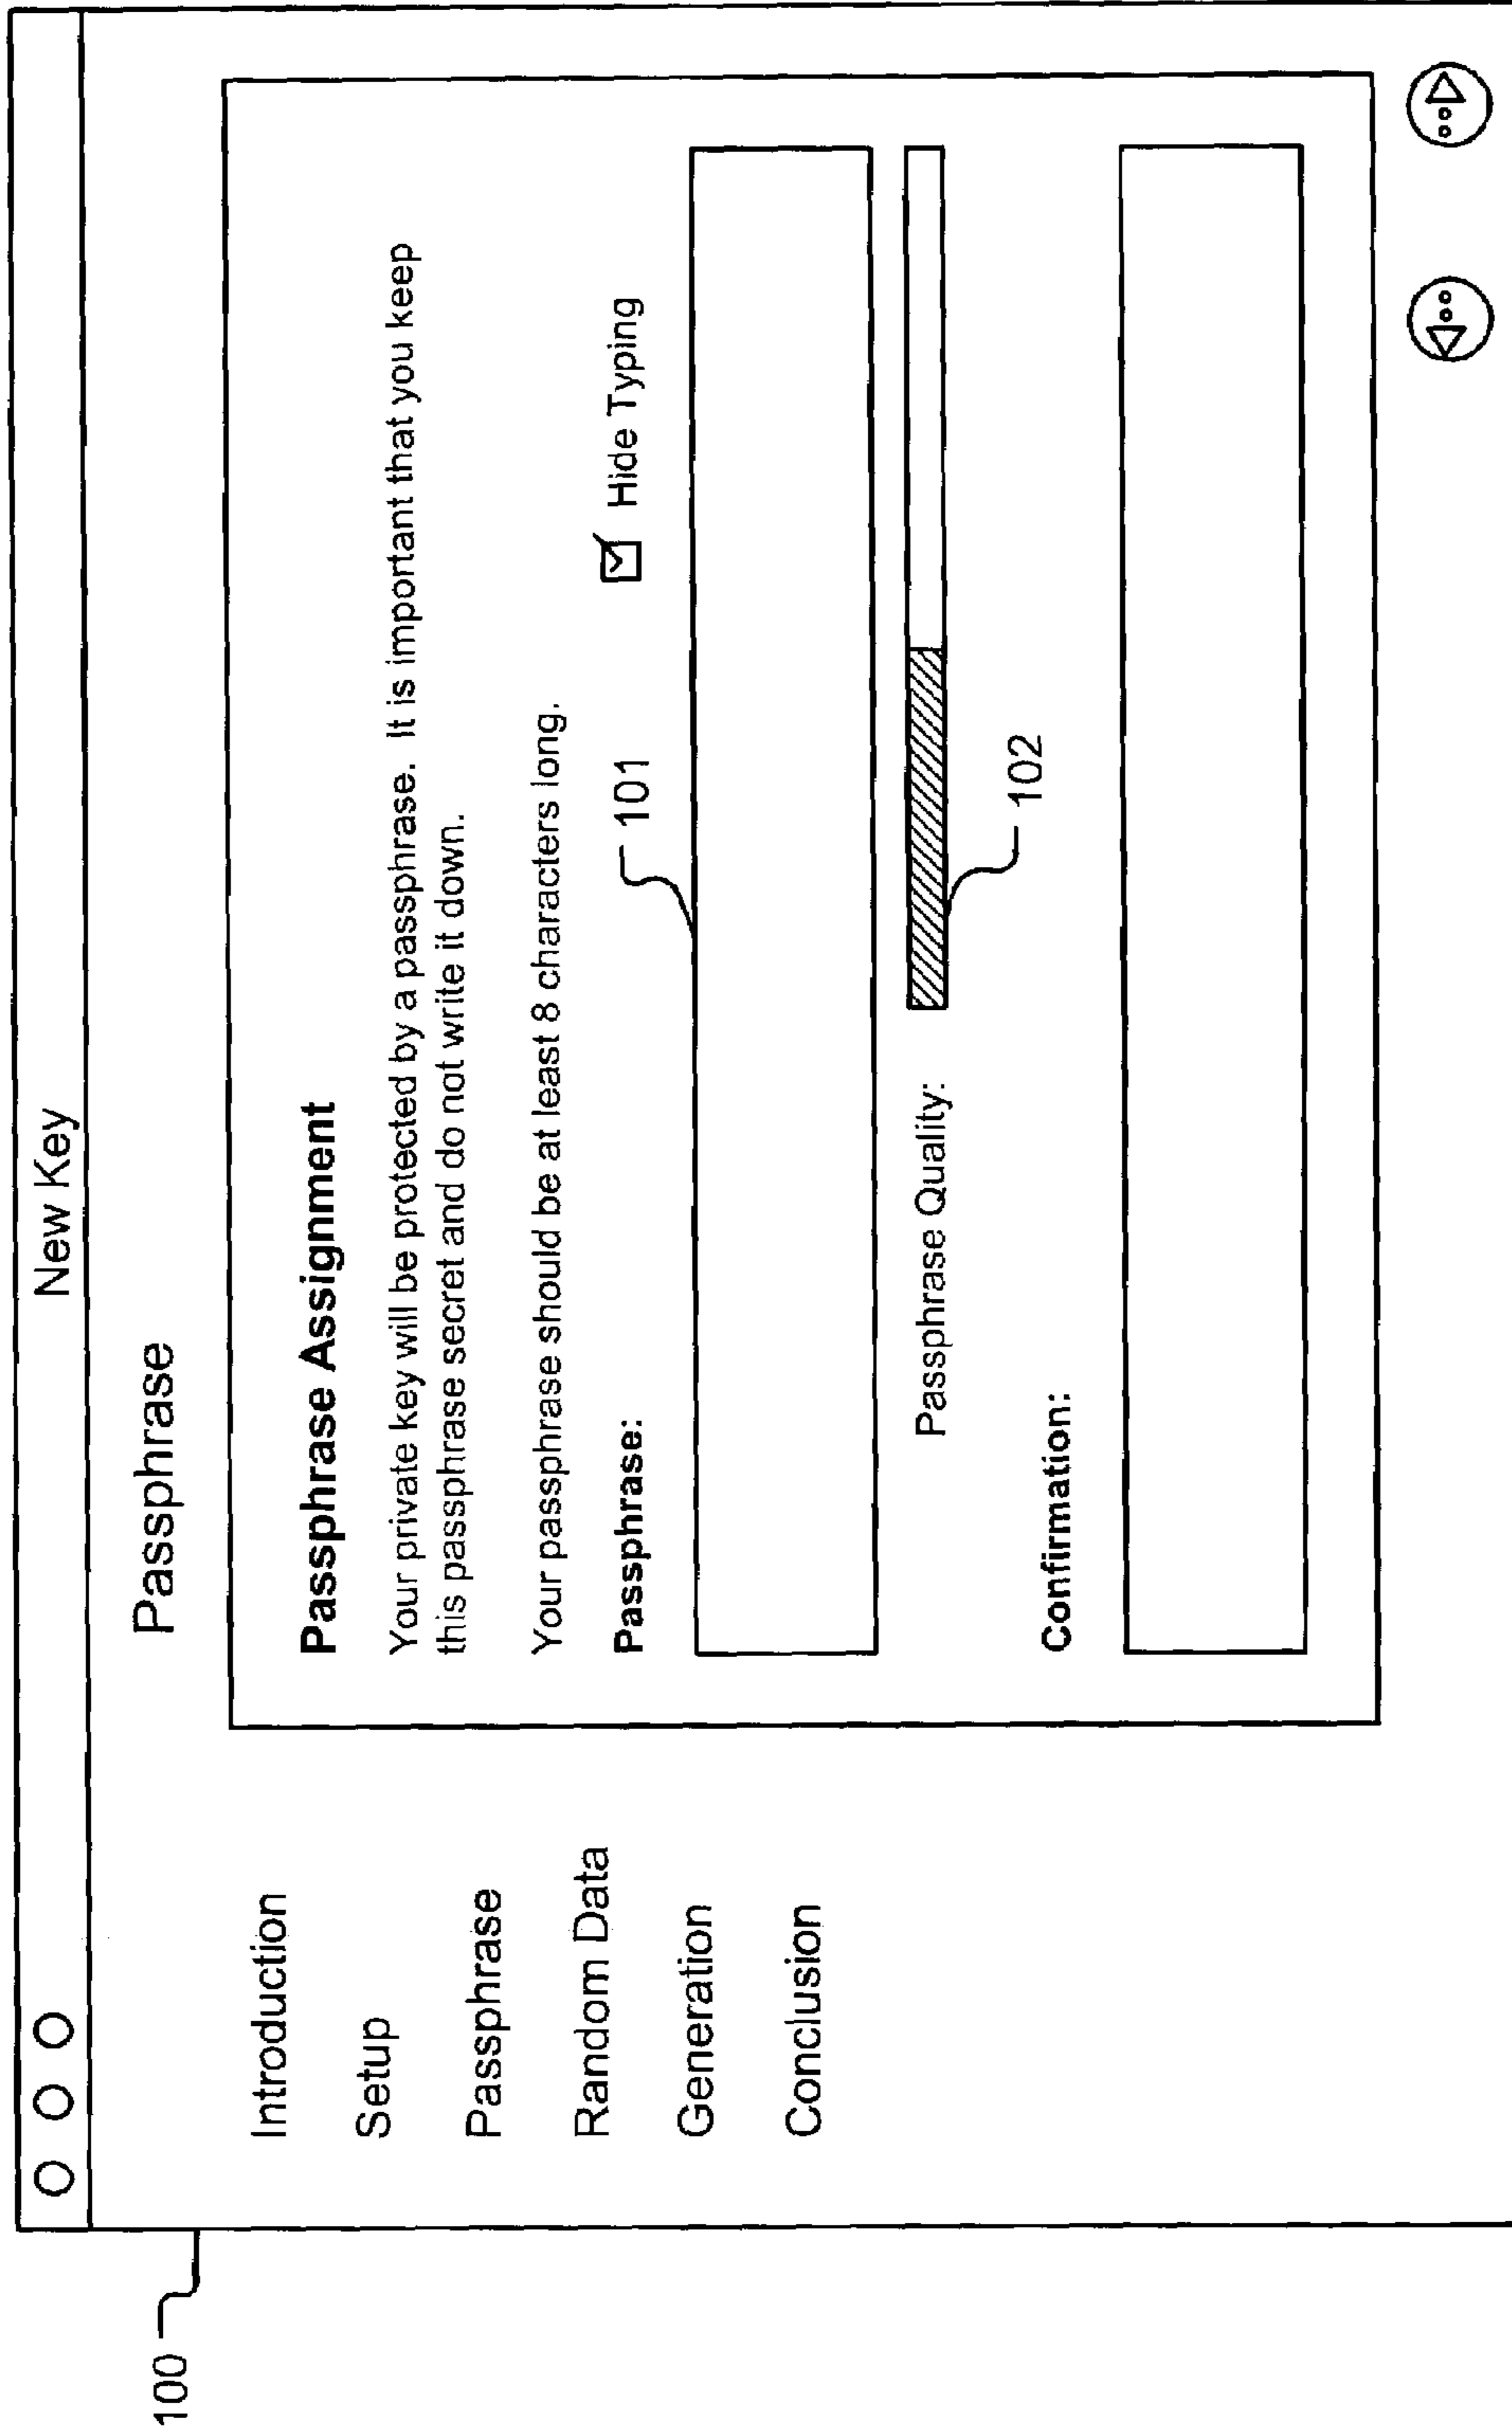 100
New Key
Passphrase
Introduction
Setup
Passphrase
Random Data
Generation
Conclusion
Passphrase Assignment
Your private key will be protected by a passphrase. It is important that you keep
this passphrase secret and do not write it down.
Your passphrase should be at least 8 characters long.
Passphrase:
101
Hide Typing
Passphrase Quality:
102
Confirmation: